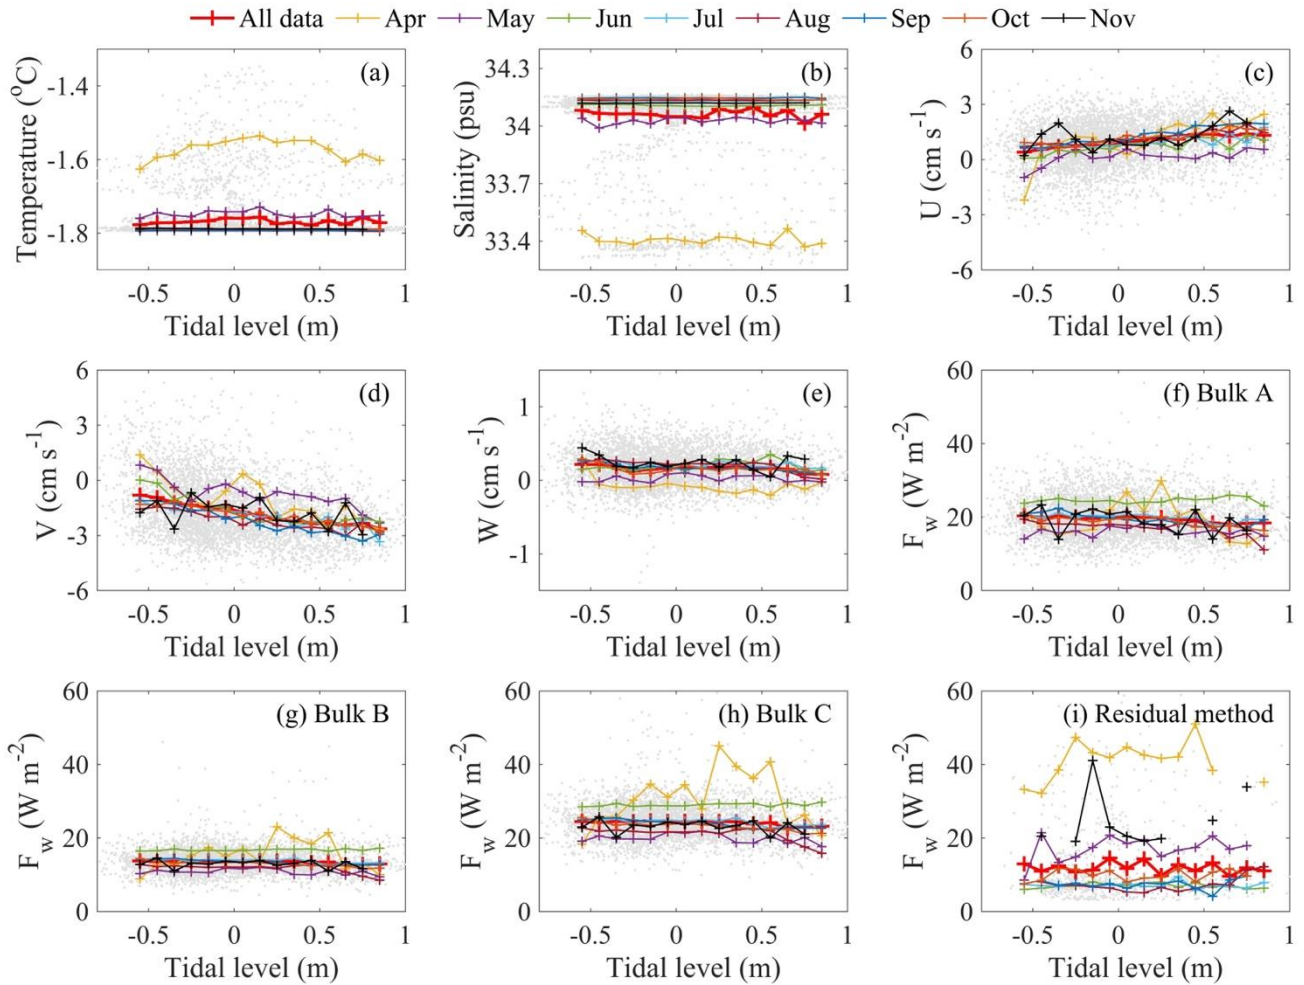 All data Apr May Jun Jul Aug Sep Oct Nov
(a)
Temperature (°C)
-1.4
-1.6
-1.8
-0.5 0 0.5 1
Tidal level (m)
(b)
Salinity (psu)
34.3
34
33.7
33.4
-0.5 0 0.5 1
Tidal level (m)
(c)
U (cm s-1)
6
3
0
-3
-6
-0.5 0 0.5 1
Tidal level (m)
(d)
V (cm s-1)
6
3
0
-3
-6
-0.5 0 0.5 1
Tidal level (m)
(e)
W (cm s-1)
1
0
-1
-0.5 0 0.5 1
Tidal level (m)
(f) Bulk A
Fw (W m-2)
60
40
20
0
-0.5 0 0.5 1
Tidal level (m)
(g) Bulk B
Fw (W m-2)
60
40
20
0
-0.5 0 0.5 1
Tidal level (m)
(h) Bulk C
Fw (W m-2)
60
40
20
0
-0.5 0 0.5 1
Tidal level (m)
(i) Residual method
Fw (W m-2)
60
40
20
0
-0.5 0 0.5 1
Tidal level (m)